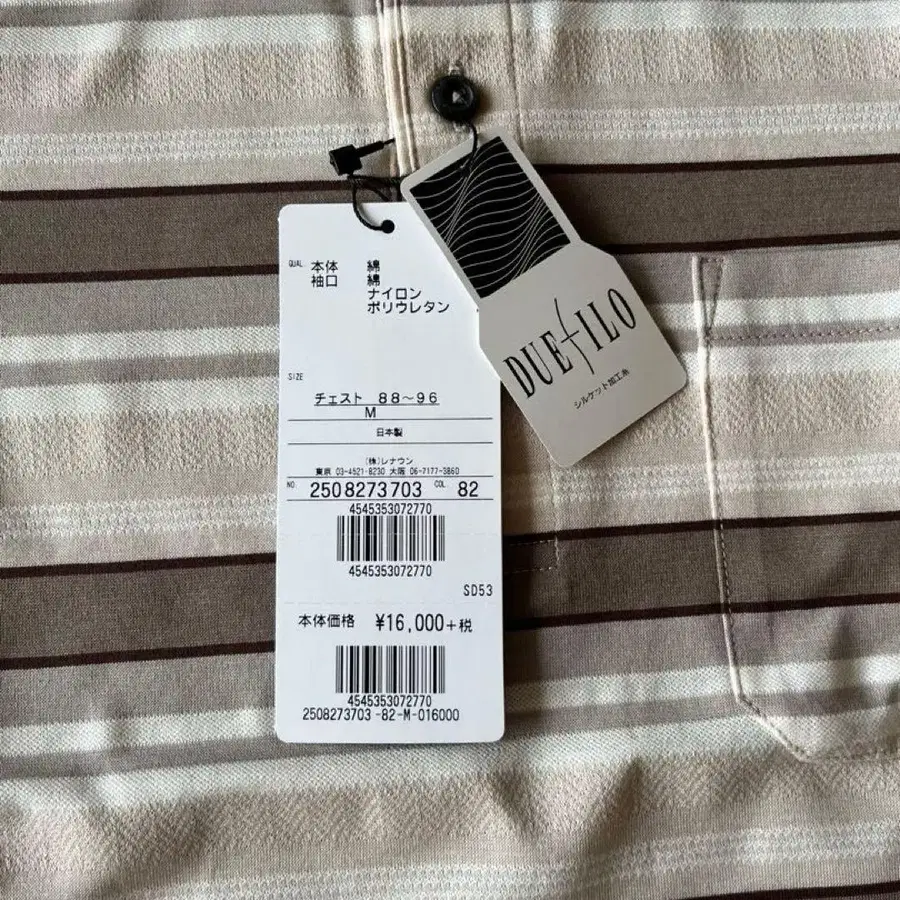 QUAL. 本体 綿
袖口 綿
ナイロン
ポリウレタン
SIZE
チェスト 88〜96
M
日本製
(株)レナウン
東京 03-4521-8230 大阪 06-7177-3860
NO. 2508273703 COL. 82
4545353072770
4545353072770
SD53
本体価格 ¥16,000+税
4545353072770
2508273703-82-M-016000
DUEfILO
シルケット加工糸